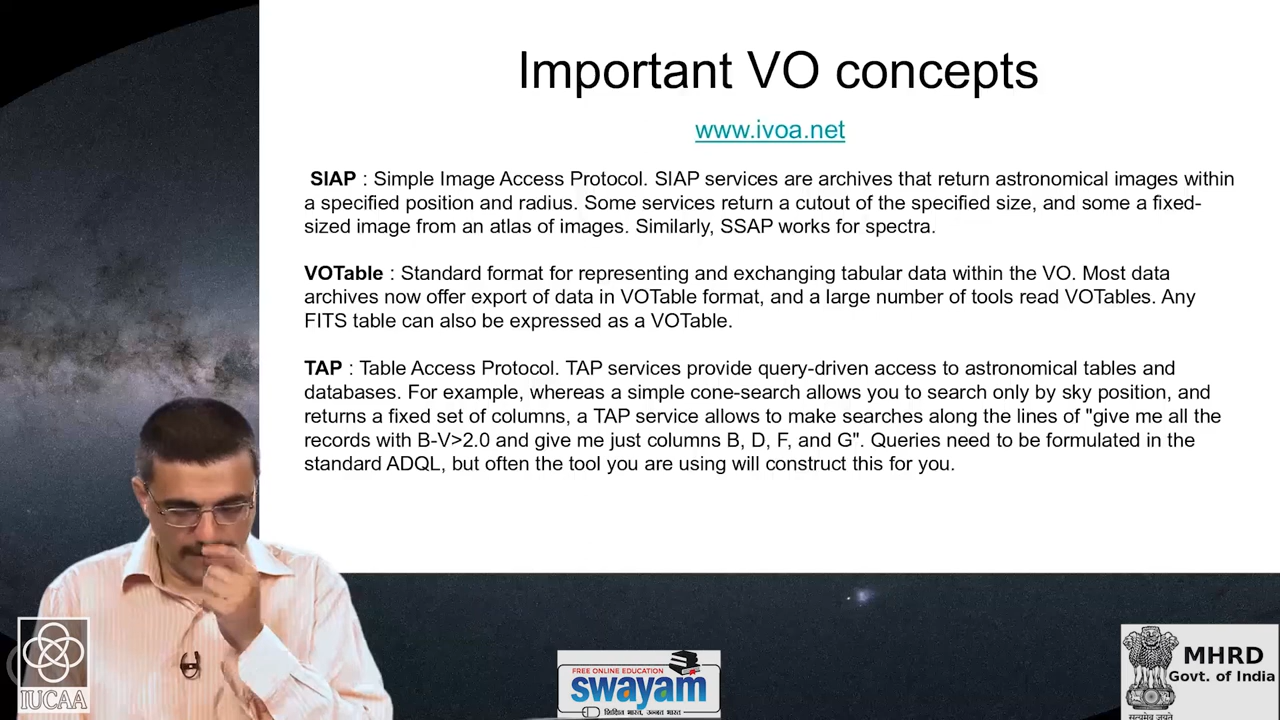 Important VO concepts
www.ivoa.net
SIAP : Simple Image Access Protocol. SIAP services are archives that return astronomical images within
a specified position and radius. Some services return a cutout of the specified size, and some a fixed-
sized image from an atlas of images. Similarly, SSAP works for spectra.
VOTable : Standard format for representing and exchanging tabular data within the VO. Most data
archives now offer export of data in VOTable format, and a large number of tools read VOTables. Any
FITS table can also be expressed as a VOTable.
TAP : Table Access Protocol. TAP services provide query-driven access to astronomical tables and
databases. For example, whereas a simple cone-search allows you to search only by sky position, and
returns a fixed set of columns, a TAP service allows to make searches along the lines of "give me all the
records with B-V>2.0 and give me just columns B, D, F, and G". Queries need to be formulated in the
standard ADQL, but often the tool you are using will construct this for you.
IUCAA
FREE ONLINE EDUCATION
swayam
शिक्षित भारत, उन्नत भारत
MHRD
Govt. of India
सत्यमेव जयते